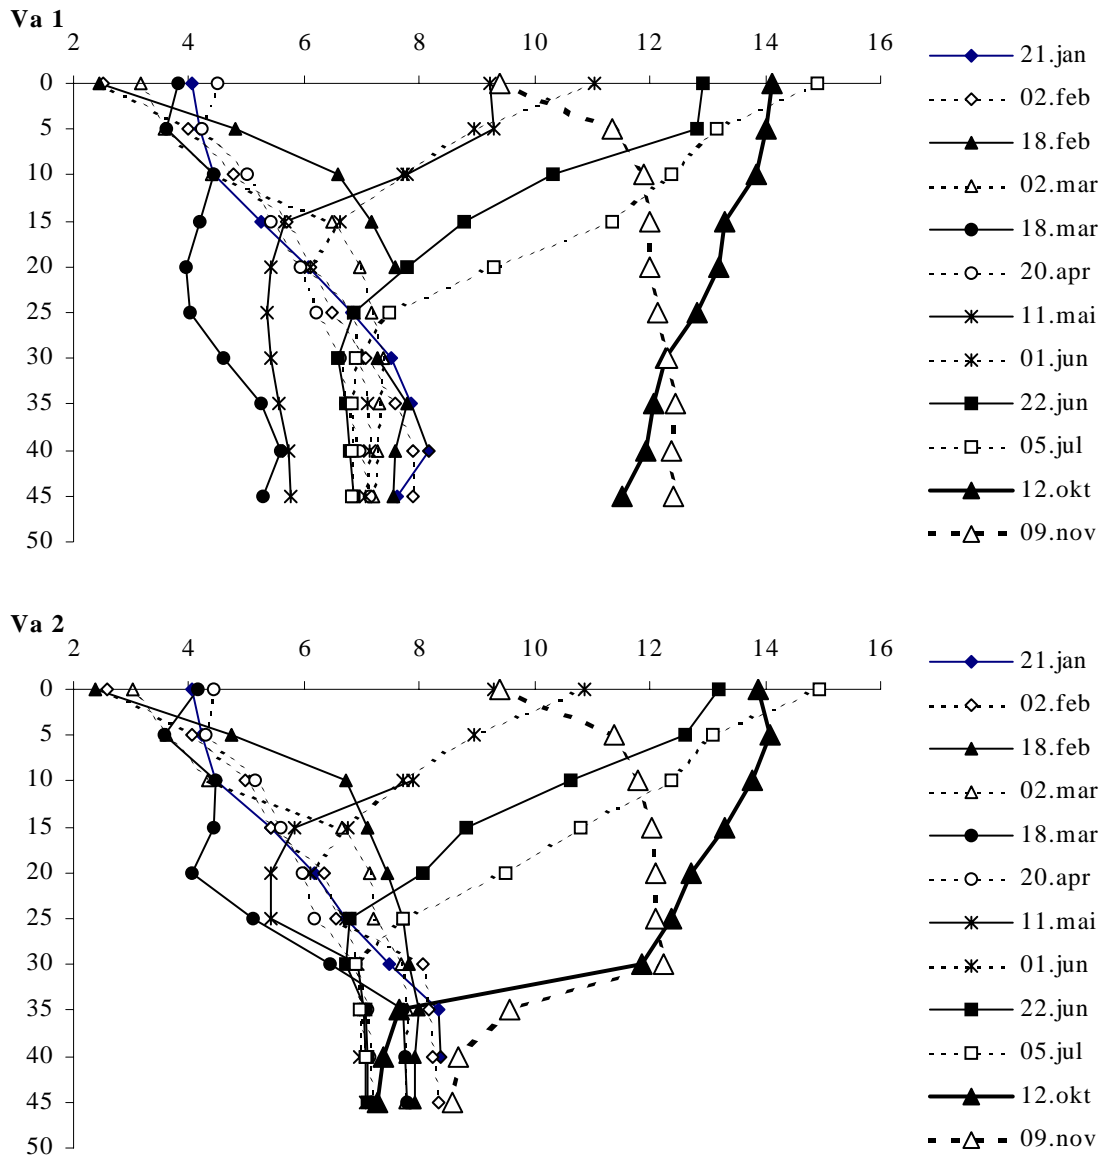 Va 1
2 4 6 8 10 12 14 16
0
5
10
15
20
25
30
35
40
45
50
21.jan
02.feb
18.feb
02.mar
18.mar
20.apr
11.mai
01.jun
22.jun
05.jul
12.okt
09.nov
Va 2
2 4 6 8 10 12 14 16
0
5
10
15
20
25
30
35
40
45
50
21.jan
02.feb
18.feb
02.mar
18.mar
20.apr
11.mai
01.jun
22.jun
05.jul
12.okt
09.nov